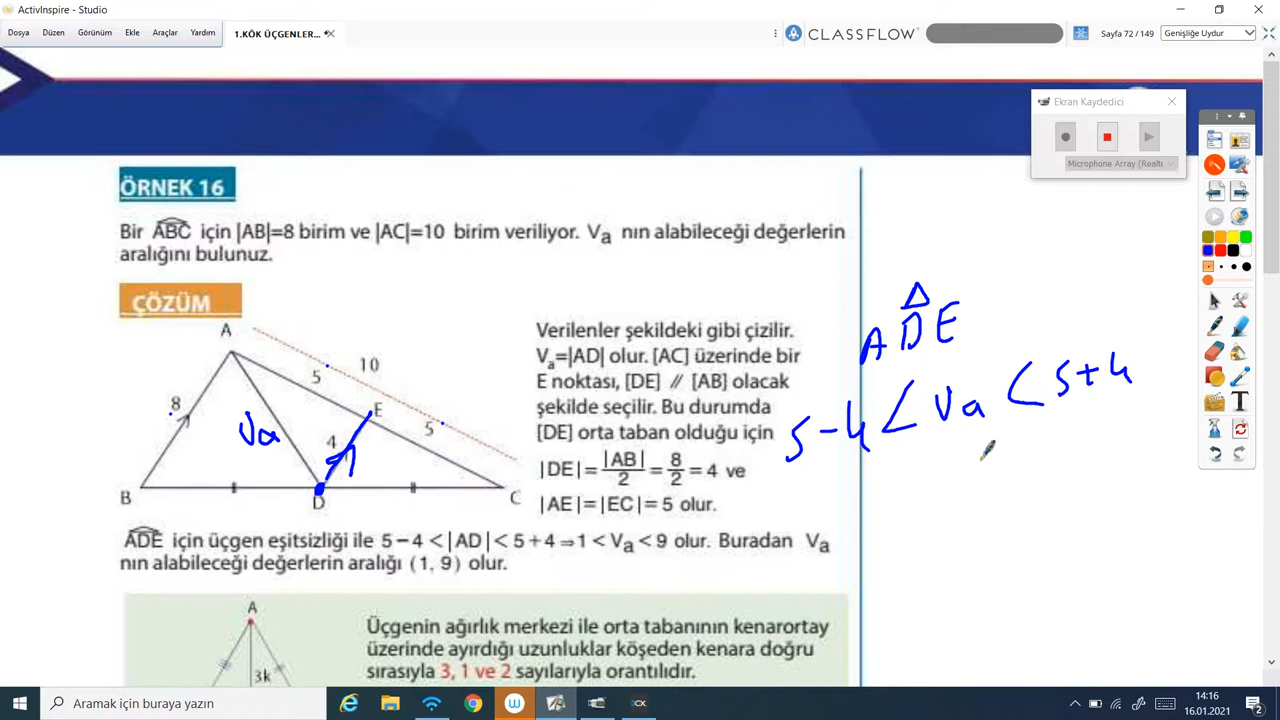 ActivInspire - Studio
Dosya Düzen Görünüm Ekle Araçlar Yardım
1.KÖK ÜÇGENLER...
CLASSFLOW
Sayfa 72 / 149
Genişliğe Uydur
Ekran Kaydedici
Microphone Array (Realt
ÖRNEK 16
Bir ABC için |AB|=8 birim ve |AC|=10 birim veriliyor. Va nın alabileceği değerlerin
aralığını bulunuz.
ÇÖZÜM
A
10
5
8
E
Va
4
5
B
D
C
Verilenler şekildeki gibi çizilir.
Va=|AD| olur. [AC] üzerinde bir
E noktası, [DE] // [AB] olacak
şekilde seçilir. Bu durumda
[DE] orta taban olduğu için
|DE| = |AB|/2 = 8/2 = 4 ve
|AE|=|EC|= 5 olur.
ADE için üçgen eşitsizliği ile 5 − 4 < |AD| < 5 + 4 ⇒ 1 < Va < 9 olur. Buradan Va
nın alabileceği değerlerin aralığı (1, 9) olur.
A D E
5-4 < Va < 5+4
A
3k
Üçgenin ağırlık merkezi ile orta tabanının kenarortay
üzerinde ayırdığı uzunluklar köşeden kenara doğru
sırasıyla 3, 1 ve 2 sayılarıyla orantılıdır.
Aramak için buraya yazın
14:16
16.01.2021
2